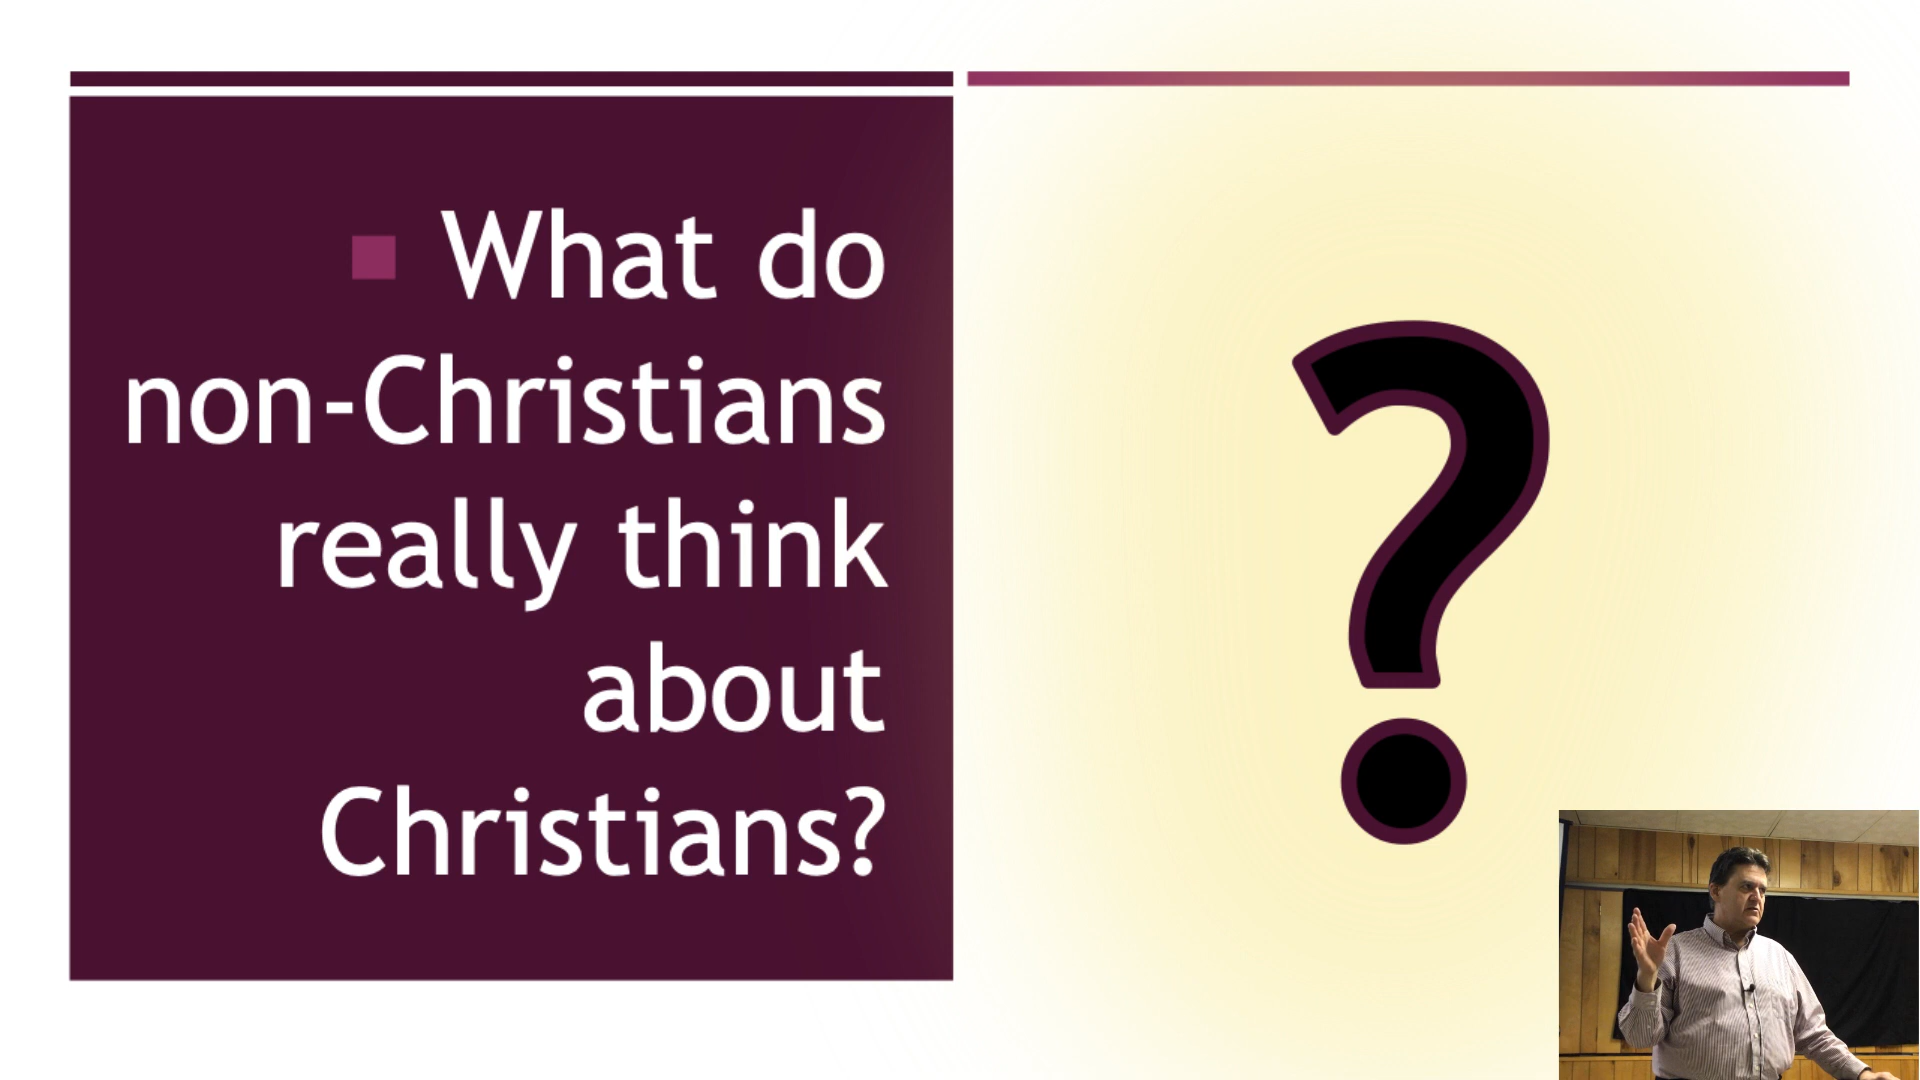 What do
non-Christians
really think
about
Christians?
?